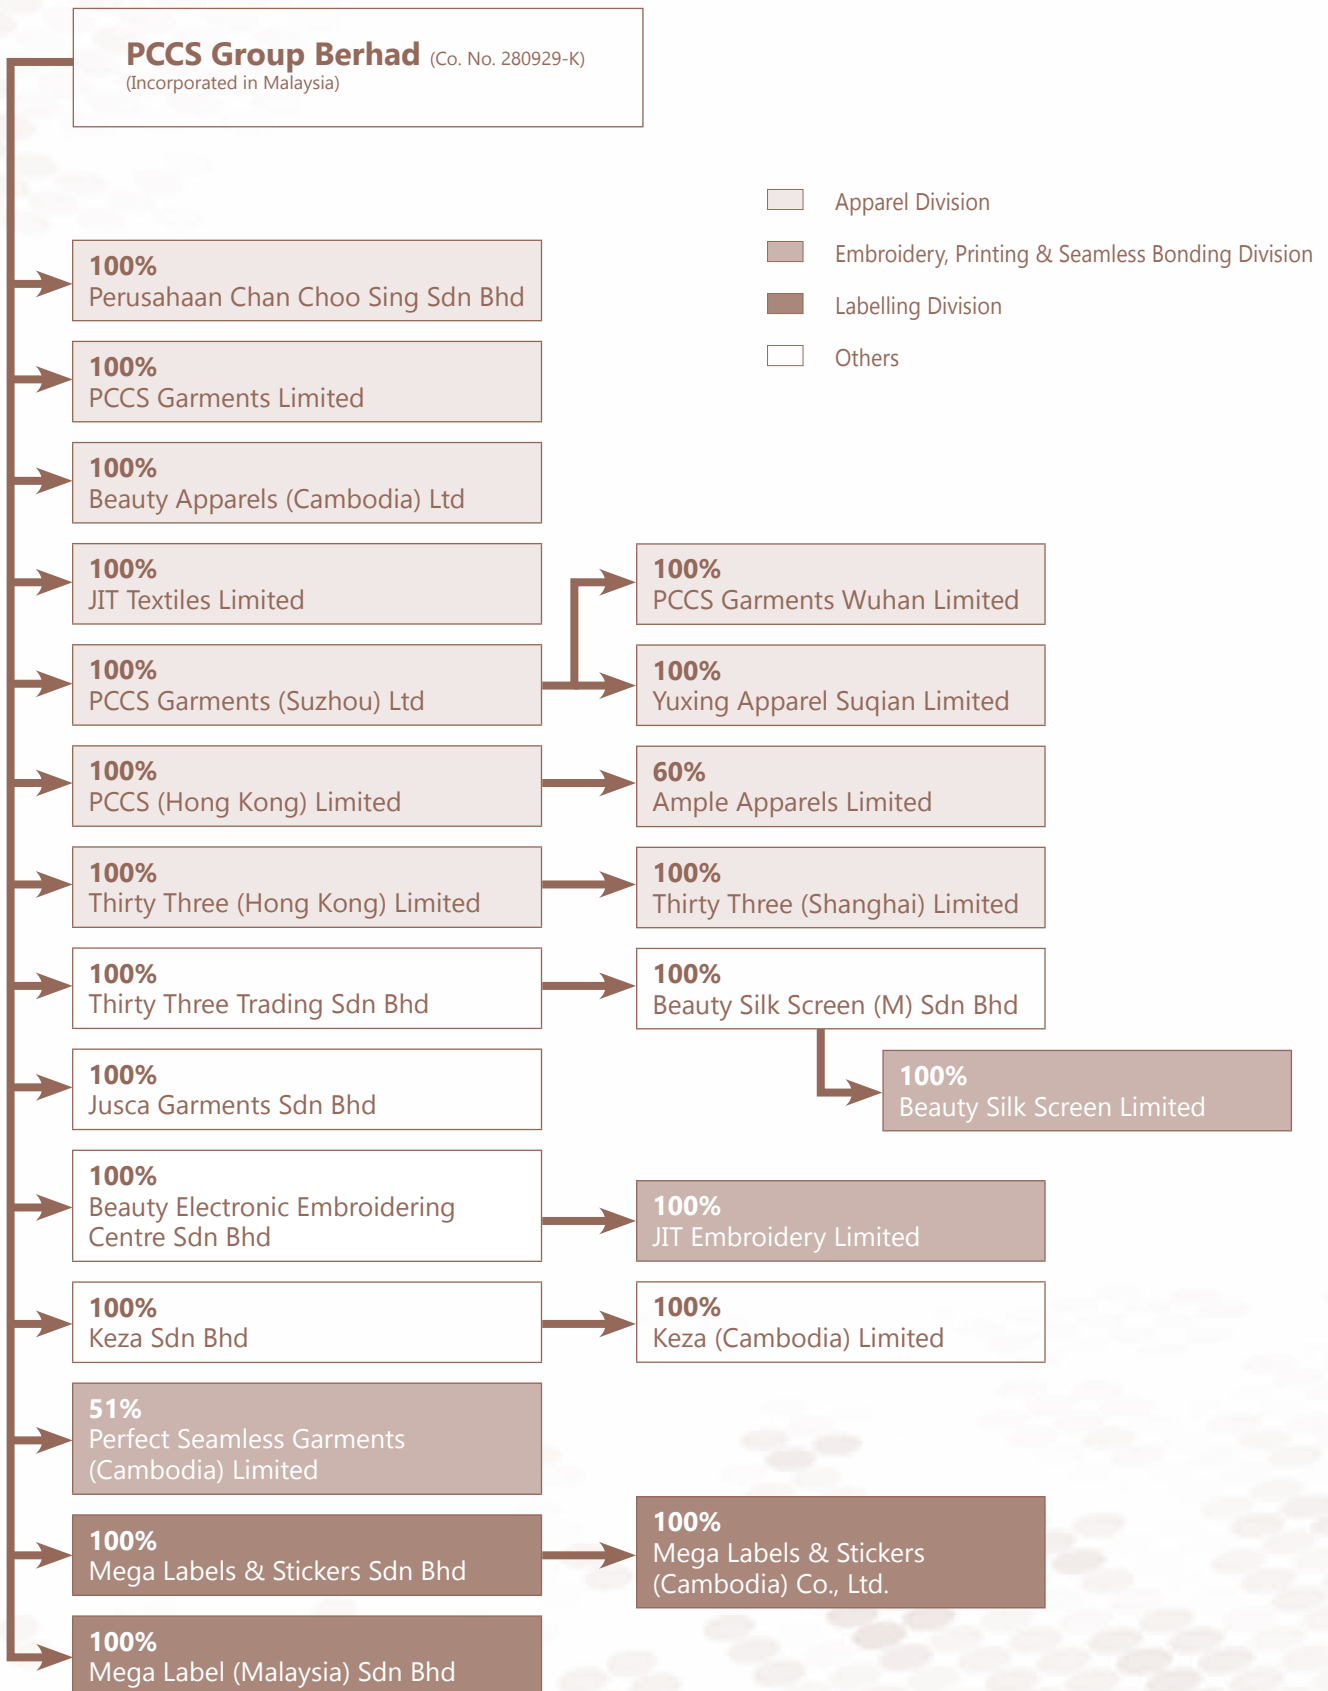 PCCS Group Berhad (Co. No. 280929-K)
(Incorporated in Malaysia)
Apparel Division
Embroidery, Printing & Seamless Bonding Division
Labelling Division
Others
100%
Perusahaan Chan Choo Sing Sdn Bhd
100%
PCCS Garments Limited
100%
Beauty Apparels (Cambodia) Ltd
100%
JIT Textiles Limited
100%
PCCS Garments Wuhan Limited
100%
PCCS Garments (Suzhou) Ltd
100%
Yuxing Apparel Suqian Limited
100%
PCCS (Hong Kong) Limited
60%
Ample Apparels Limited
100%
Thirty Three (Hong Kong) Limited
100%
Thirty Three (Shanghai) Limited
100%
Thirty Three Trading Sdn Bhd
100%
Beauty Silk Screen (M) Sdn Bhd
100%
Beauty Silk Screen Limited
100%
Jusca Garments Sdn Bhd
100%
Beauty Electronic Embroidering
Centre Sdn Bhd
100%
JIT Embroidery Limited
100%
Keza Sdn Bhd
100%
Keza (Cambodia) Limited
51%
Perfect Seamless Garments
(Cambodia) Limited
100%
Mega Labels & Stickers Sdn Bhd
100%
Mega Labels & Stickers
(Cambodia) Co., Ltd.
100%
Mega Label (Malaysia) Sdn Bhd